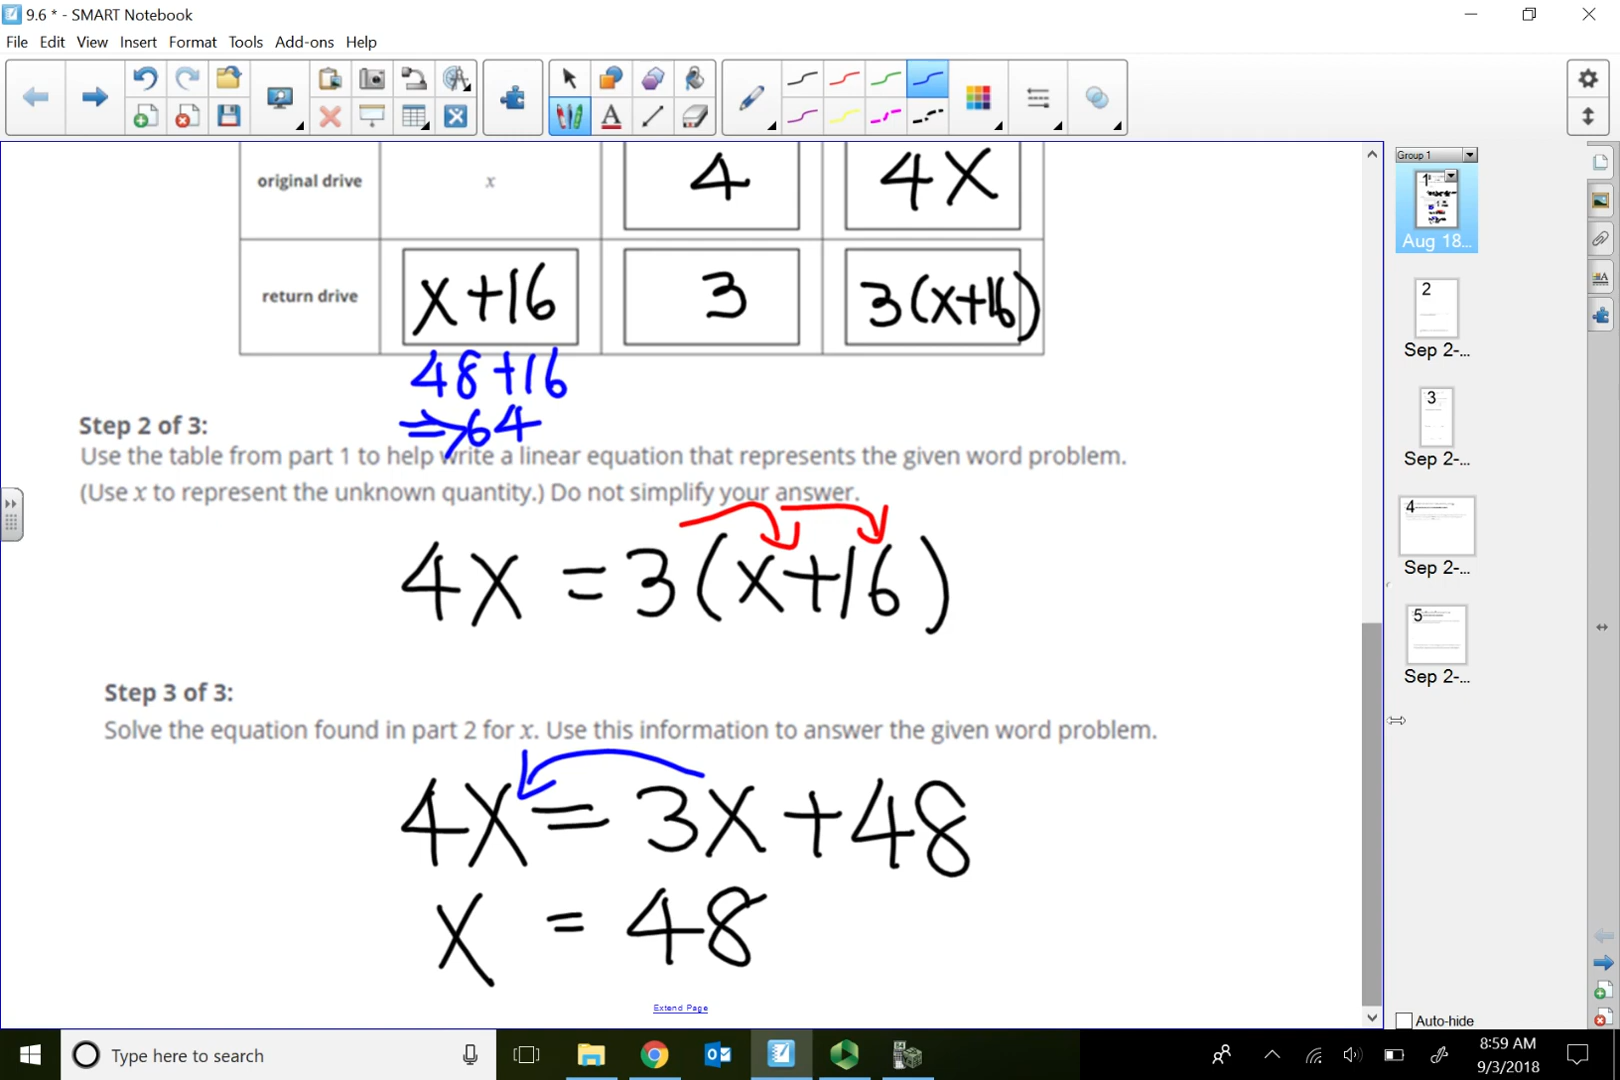 9.6 * - SMART Notebook
File Edit View Insert Format Tools Add-ons Help
original drive x 4 4x
return drive x+16 3 3(x+16)
48+16
⇒64
Step 2 of 3:
Use the table from part 1 to help write a linear equation that represents the given word problem.
(Use x to represent the unknown quantity.) Do not simplify your answer.
4x = 3(x+16)
Step 3 of 3:
Solve the equation found in part 2 for x. Use this information to answer the given word problem.
4x = 3x + 48
x = 48
Extend Page
Group 1
1
Aug 18...
2
Sep 2-...
3
Sep 2-...
4
Sep 2-...
5
Sep 2-...
Auto-hide
Type here to search
8:59 AM
9/3/2018